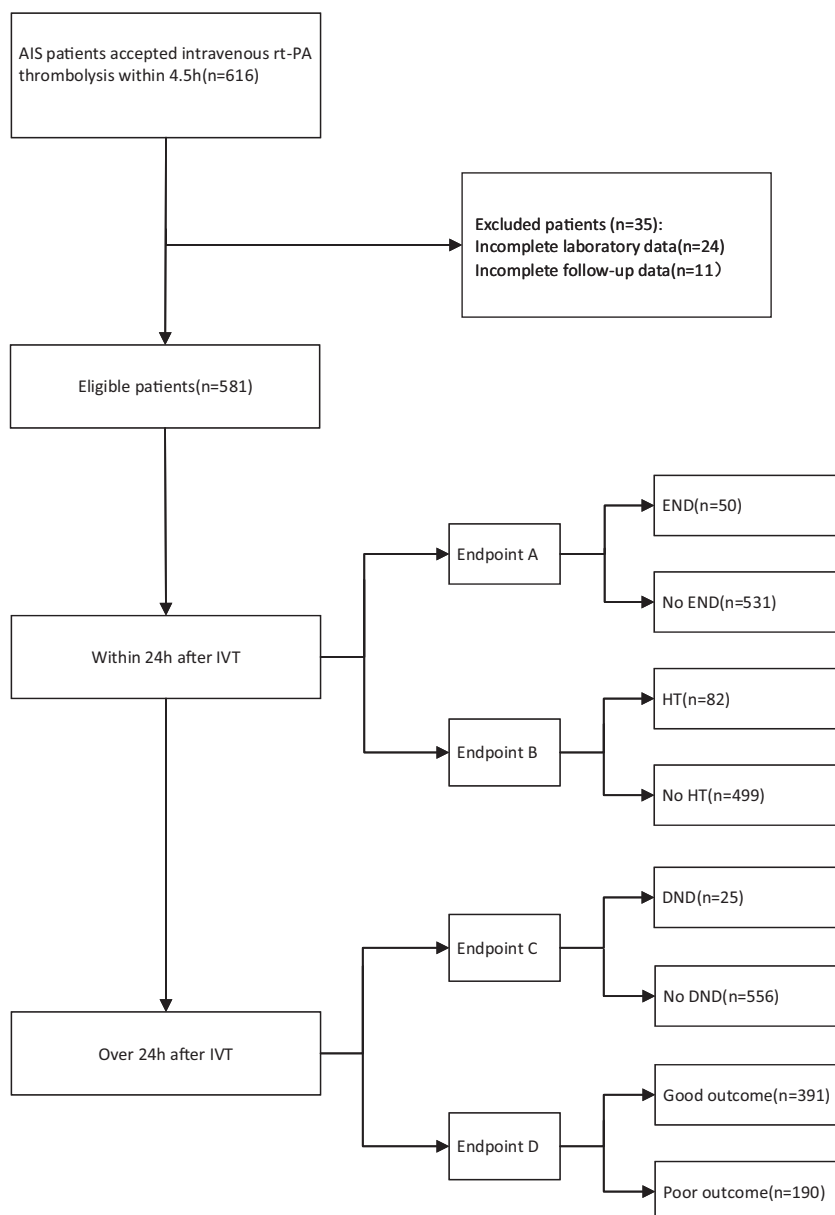 AIS patients accepted intravenous rt-PA
thrombolysis within 4.5h(n=616)
Excluded patients (n=35):
Incomplete laboratory data(n=24)
Incomplete follow-up data(n=11）
Eligible patients(n=581)
Within 24h after IVT
Endpoint A
END(n=50)
No END(n=531)
Endpoint B
HT(n=82)
No HT(n=499)
Over 24h after IVT
Endpoint C
DND(n=25)
No DND(n=556)
Endpoint D
Good outcome(n=391)
Poor outcome(n=190)